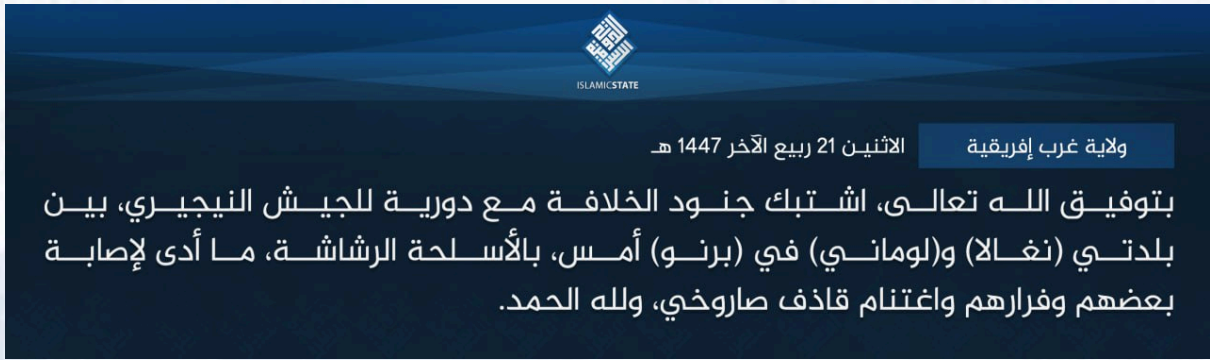 الدولة الإسلامية
ISLAMICSTATE
ولاية غرب إفريقية الاثنين 21 ربيع الآخر 1447 هـ
بتوفيق الله تعالى، اشتبك جنود الخلافة مع دورية للجيش النيجيري، بين
بلدتي (نغالا) و(لوماني) في (برنو) أمس، بالأسلحة الرشاشة، ما أدى لإصابة
بعضهم وفرارهم واغتنام قاذف صاروخي، ولله الحمد.